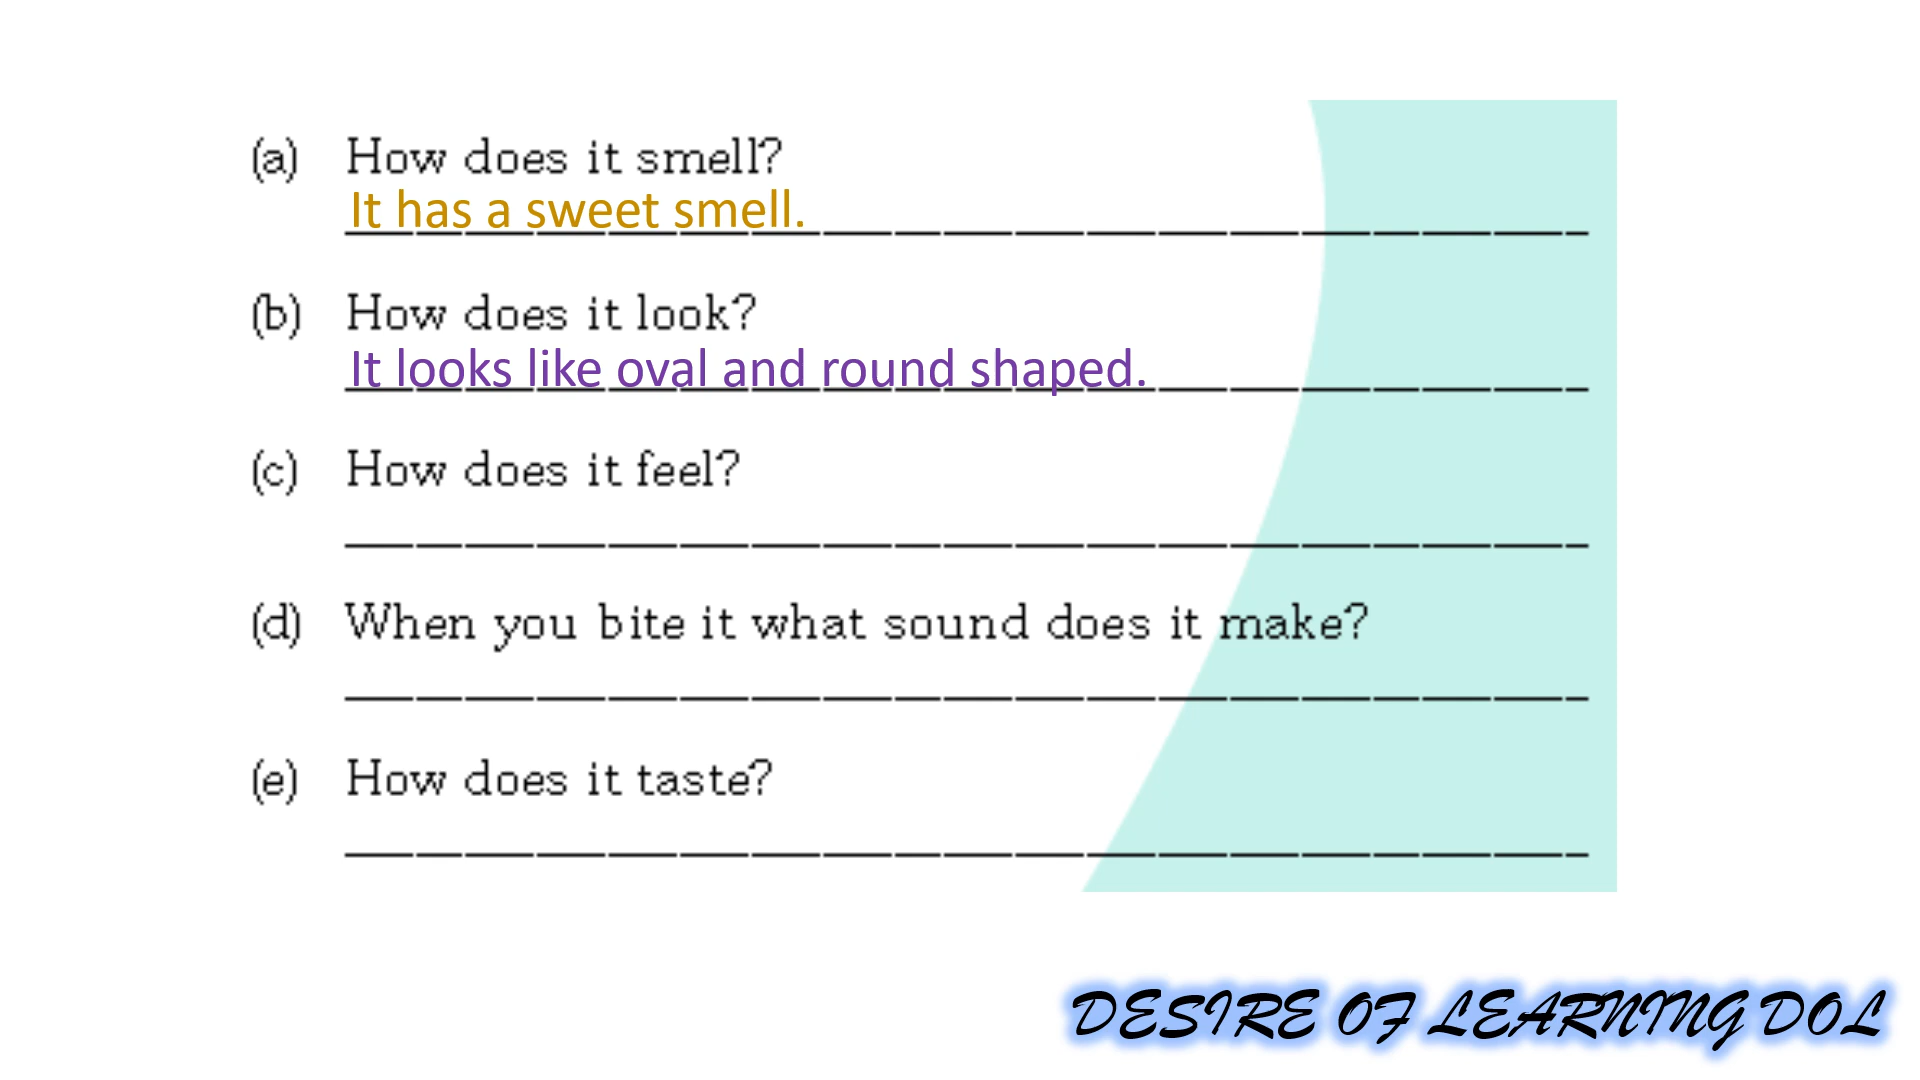 (a) How does it smell?
It has a sweet smell.
(b) How does it look?
It looks like oval and round shaped.
(c) How does it feel?
(d) When you bite it what sound does it make?
(e) How does it taste?
DESIRE OF LEARNING DOL